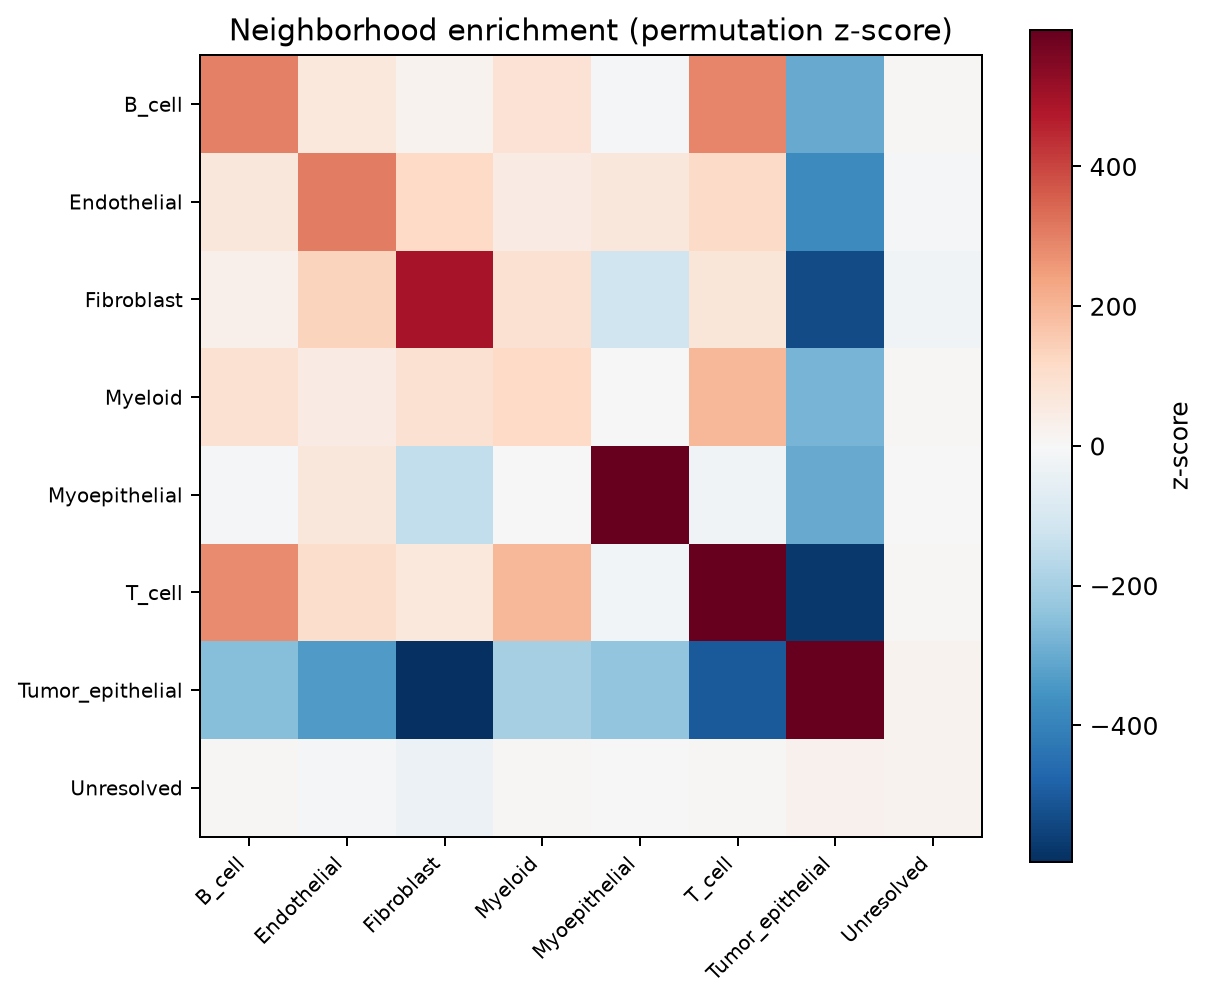 Neighborhood enrichment (permutation z-score)
B_cell
Endothelial
Fibroblast
Myeloid
Myoepithelial
T_cell
Tumor_epithelial
Unresolved
B_cell
Endothelial
Fibroblast
Myeloid
Myoepithelial
T_cell
Tumor_epithelial
Unresolved
400
200
0
−200
−400
z-score